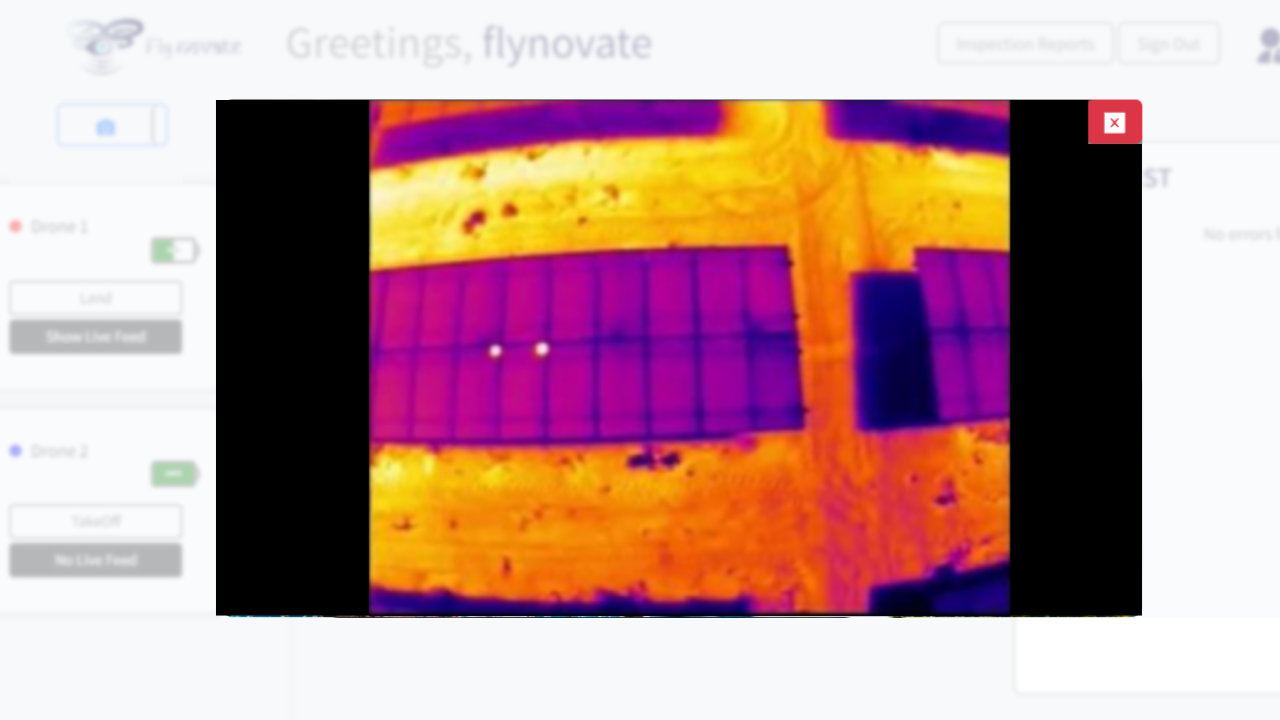 Flynovate
Greetings, flynovate
Inspection Reports
Sign Out
Drone 1
Land
Show Live Feed
ST
No errors
Drone 2
TakeOff
No Live Feed